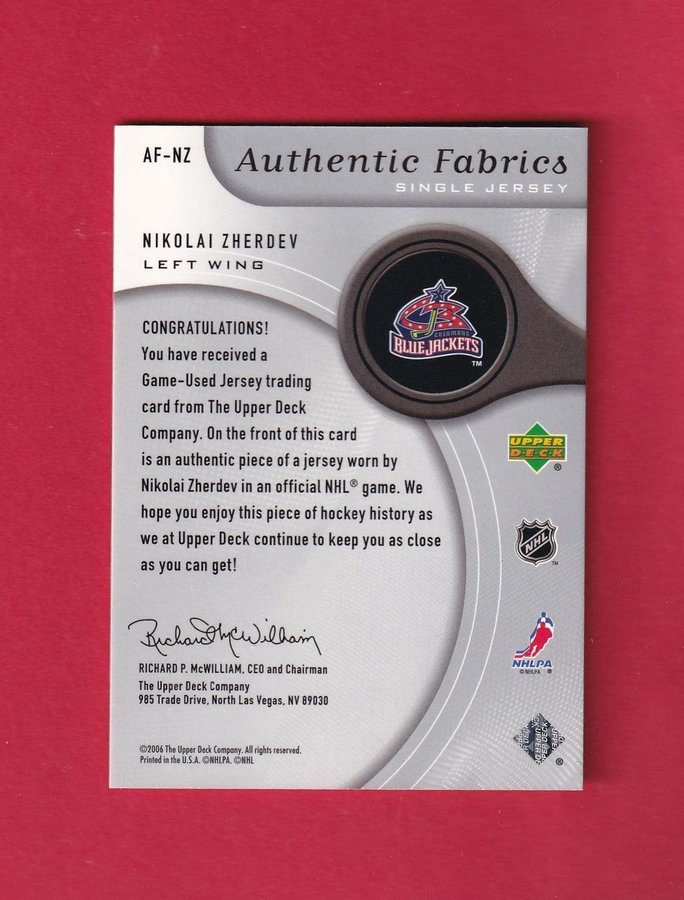 AF-NZ
Authentic Fabrics
SINGLE JERSEY
NIKOLAI ZHERDEV
LEFT WING
COLUMBUS
BLUE JACKETS
TM
CONGRATULATIONS!
You have received a
Game-Used Jersey trading
card from The Upper Deck
Company. On the front of this card
is an authentic piece of a jersey worn by
Nikolai Zherdev in an official NHL® game. We
hope you enjoy this piece of hockey history as
we at Upper Deck continue to keep you as close
as you can get!
UPPER
DECK
®
NHL
TM
NHLPA
©NHLPA ®
Richard McWilliam
RICHARD P. McWILLIAM, CEO and Chairman
The Upper Deck Company
985 Trade Drive, North Las Vegas, NV 89030
©2006 The Upper Deck Company. All rights reserved.
Printed in the U.S.A. ©NHLPA. ©NHL
®